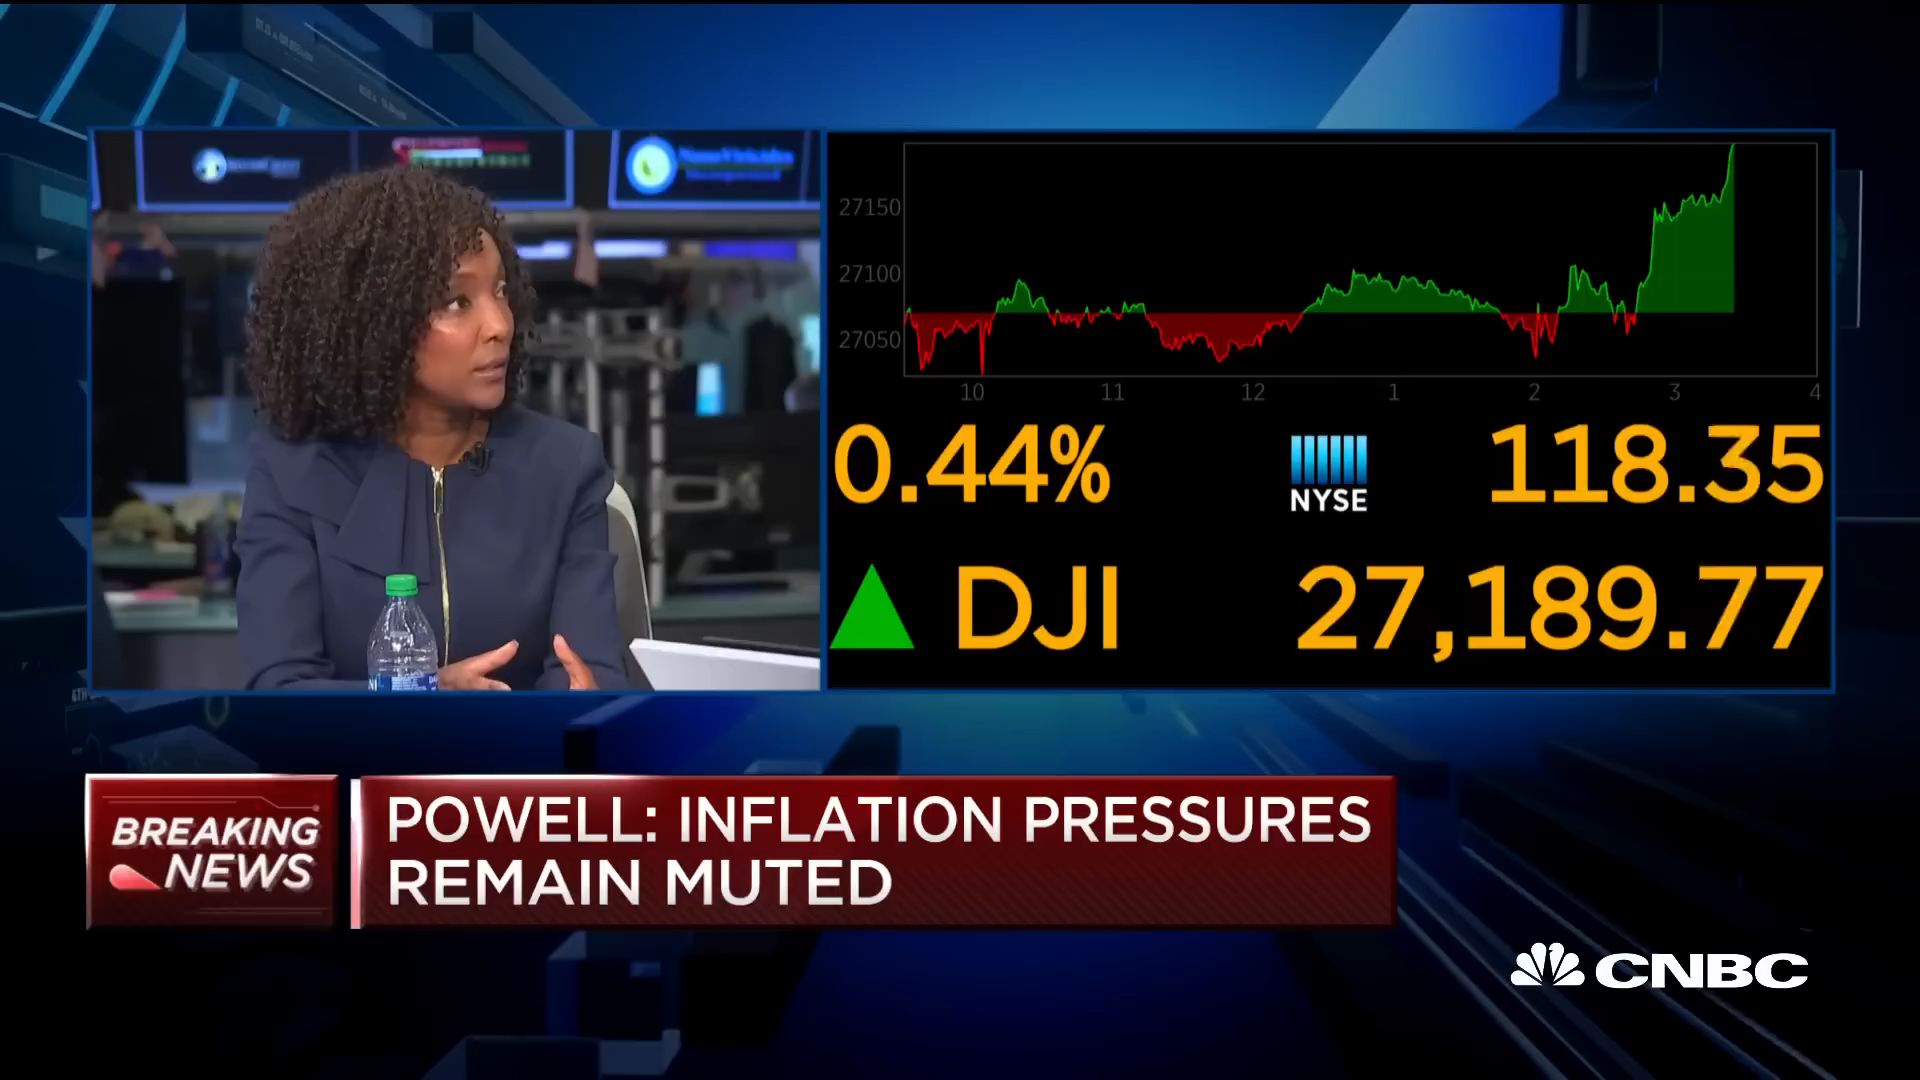 27150
27100
27050
10 11 12 1 2 3 4
0.44% NYSE 118.35
DJI 27,189.77
BREAKING NEWS
POWELL: INFLATION PRESSURES
REMAIN MUTED
CNBC